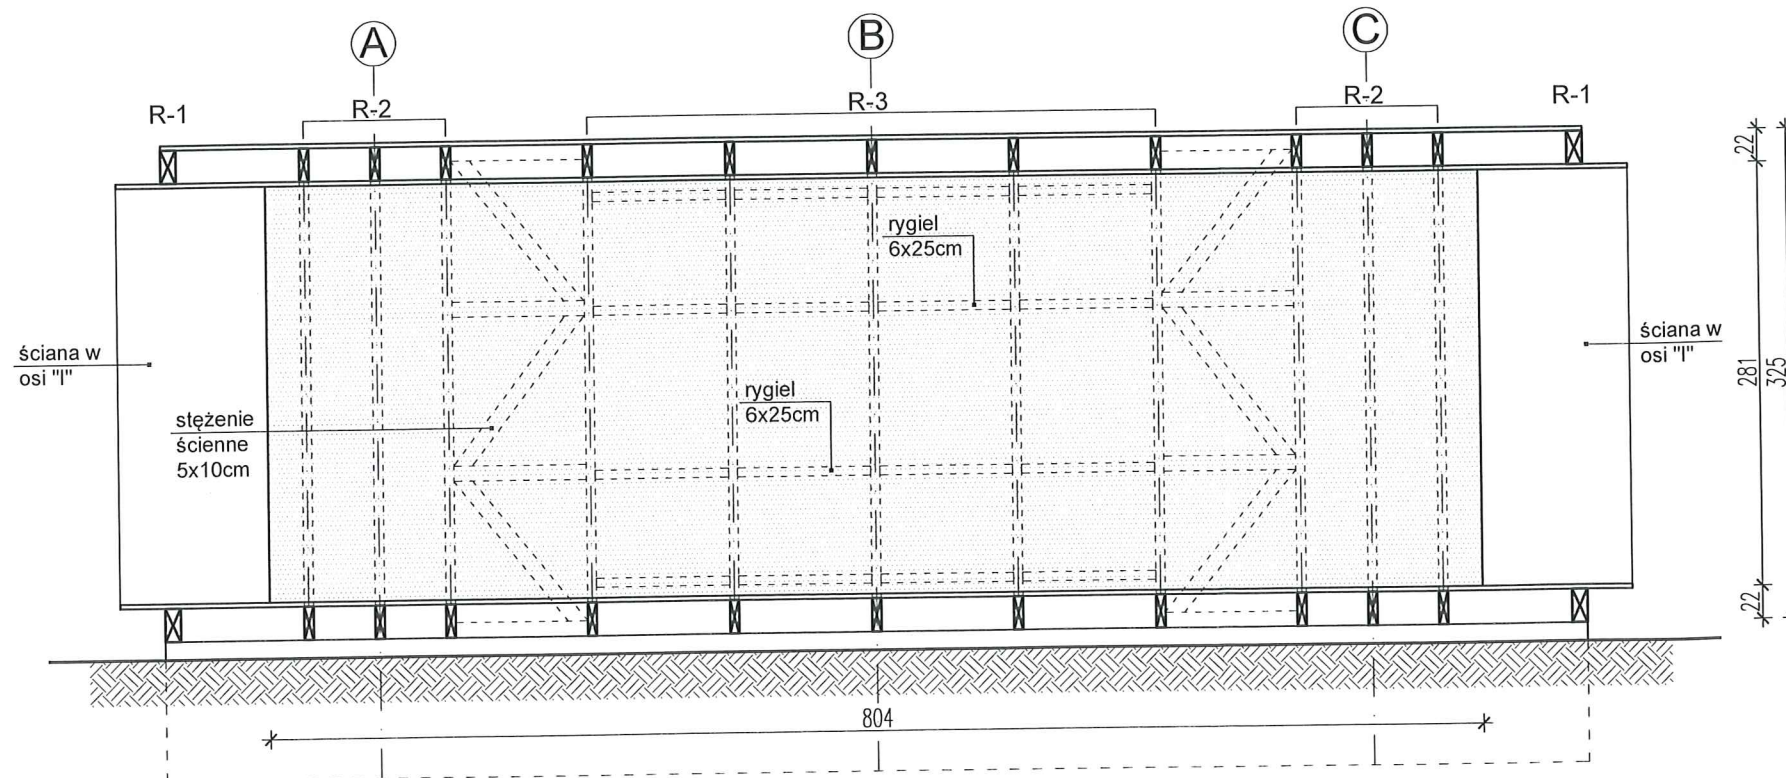 A
B
C
R-1
R-2
R-3
R-2
R-1
22
rygiel
6x25cm
ściana w
osi "I"
ściana w
osi "I"
281
325
rygiel
6x25cm
stężenie
ścienne
5x10cm
22
804